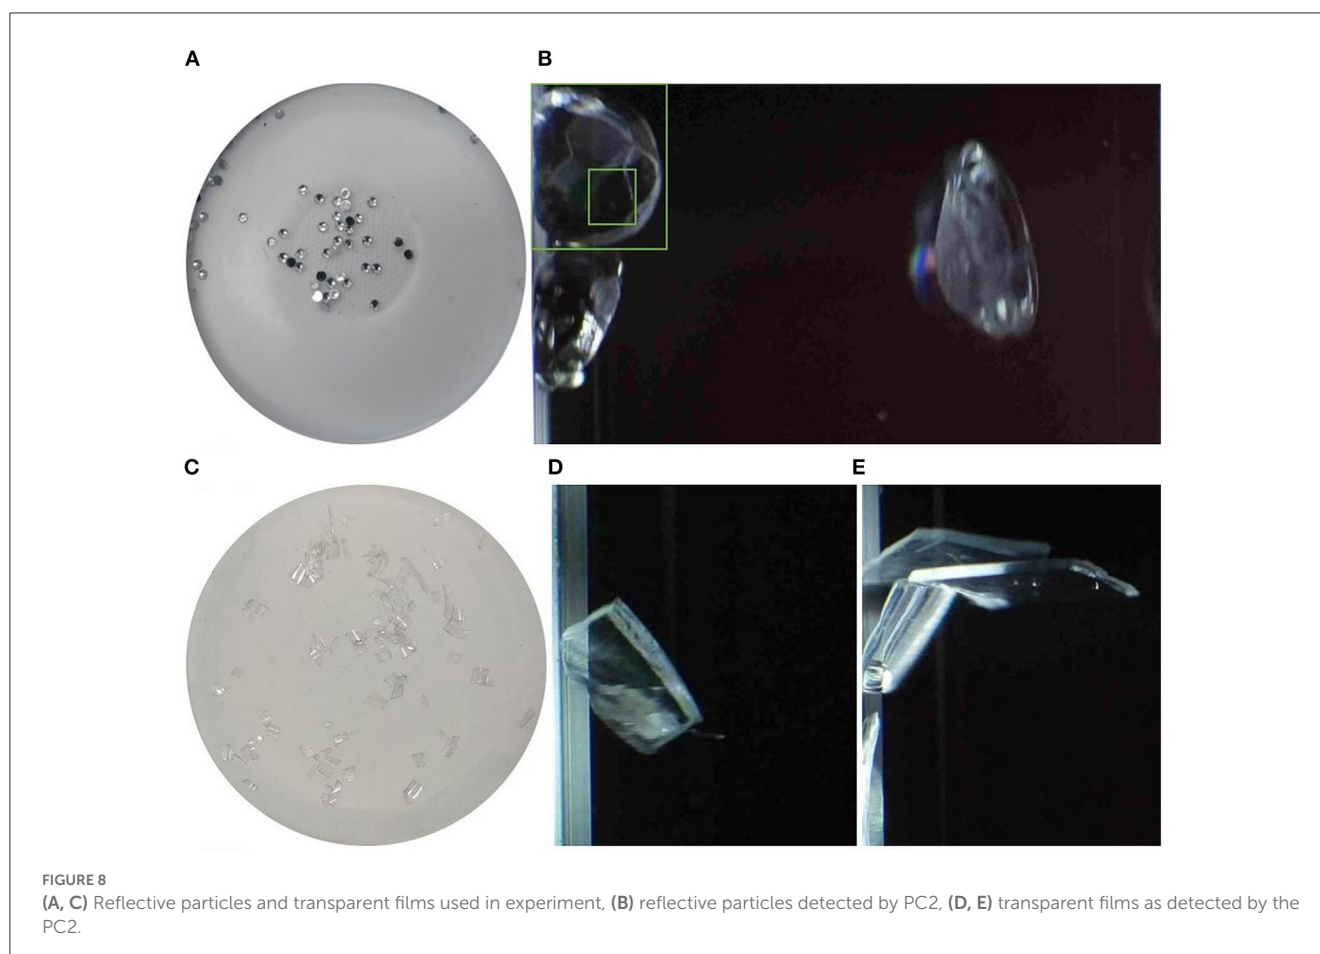 A
B
C
D
E
FIGURE 8
(A, C) Reflective particles and transparent films used in experiment, (B) reflective particles detected by PC2, (D, E) transparent films as detected by the
PC2.